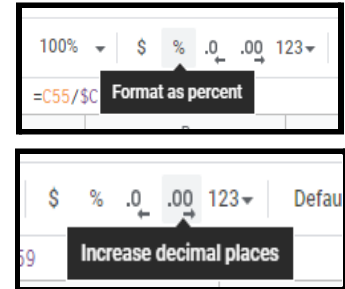 100% $ % .0 .00 123
=C55/$C Format as percent
$ % .0 .00 123 Defau
59 Increase decimal places